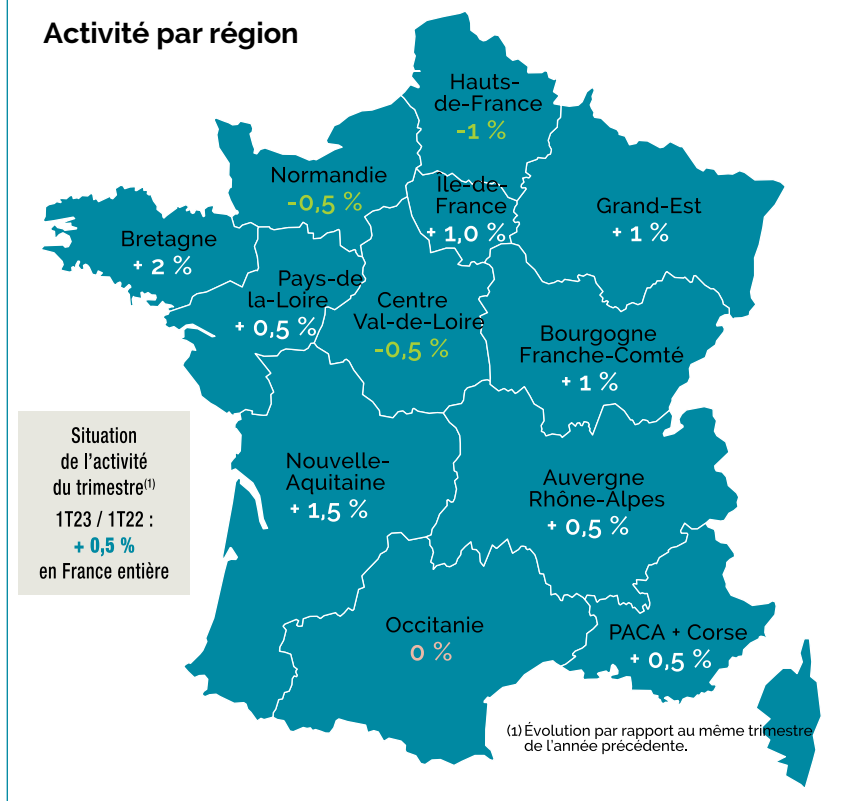 Activité par région
Hauts-
de-France
-1 %
Normandie
-0,5 %
Île-de-
France
+ 1,0 %
Grand-Est
+ 1 %
Bretagne
+ 2 %
Pays-de
la-Loire
+ 0,5 %
Centre
Val-de-Loire
-0,5 %
Bourgogne
Franche-Comté
+ 1 %
Situation
de l'activité
du trimestre(1)
1T23 / 1T22 :
+ 0,5 %
en France entière
Nouvelle-
Aquitaine
+ 1,5 %
Auvergne
Rhône-Alpes
+ 0,5 %
Occitanie
0 %
PACA + Corse
+ 0,5 %
(1) Évolution par rapport au même trimestre
de l'année précédente.